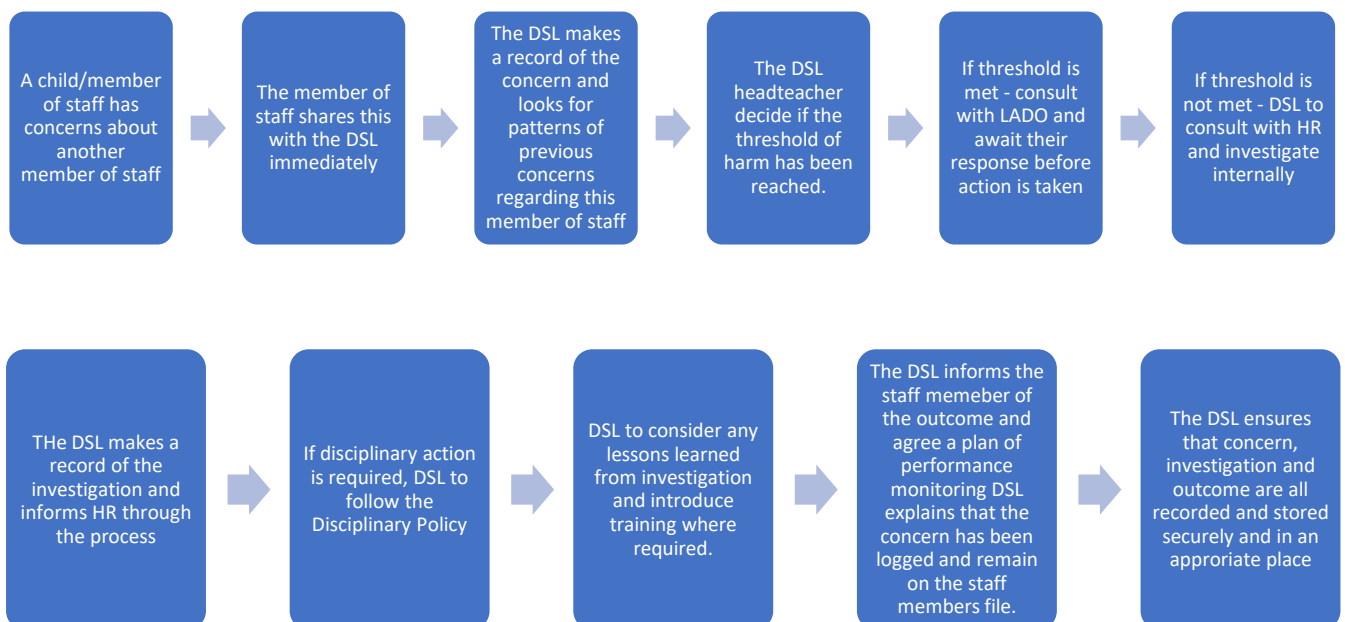 A child/member
of staff has
concerns about
another
member of staff
The member of
staff shares this
with the DSL
immediately
The DSL makes
a record of the
concern and
looks for
patterns of
previous
concerns
regarding this
member of staff
The DSL
headteacher
decide if the
threshold of
harm has been
reached.
If threshold is
met - consult
with LADO and
await their
response before
action is taken
If threshold is
not met - DSL to
consult with HR
and investigate
internally
THe DSL makes a
record of the
investigation and
informs HR through
the process
If disciplinary action
is required, DSL to
follow the
Disciplinary Policy
DSL to consider any
lessons learned
from investigation
and introduce
training where
required.
The DSL informs the
staff memeber of
the outcome and
agree a plan of
performance
monitoring DSL
explains that the
concern has been
logged and remain
on the staff
members file.
The DSL ensures
that concern,
investigation and
outcome are all
recorded and stored
securely and in an
approriate place